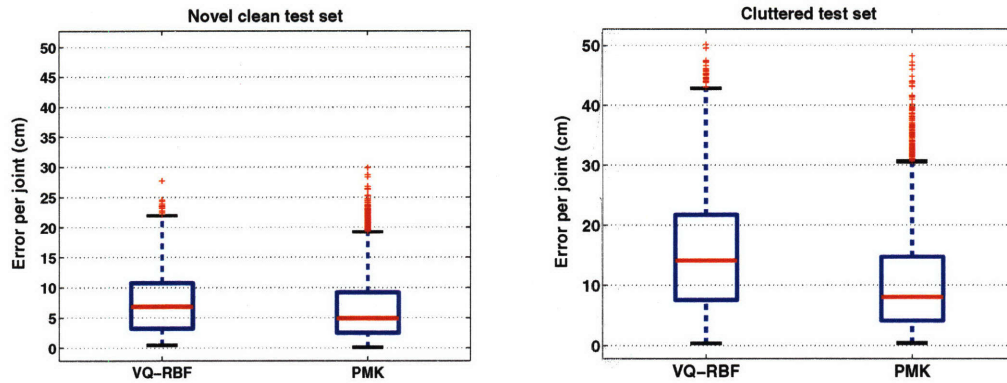 Novel clean test set
Error per joint (cm)
50
45
40
35
30
25
20
15
10
5
0
VQ-RBF
PMK
Cluttered test set
Error per joint (cm)
50
40
30
20
10
0
VQ-RBF
PMK